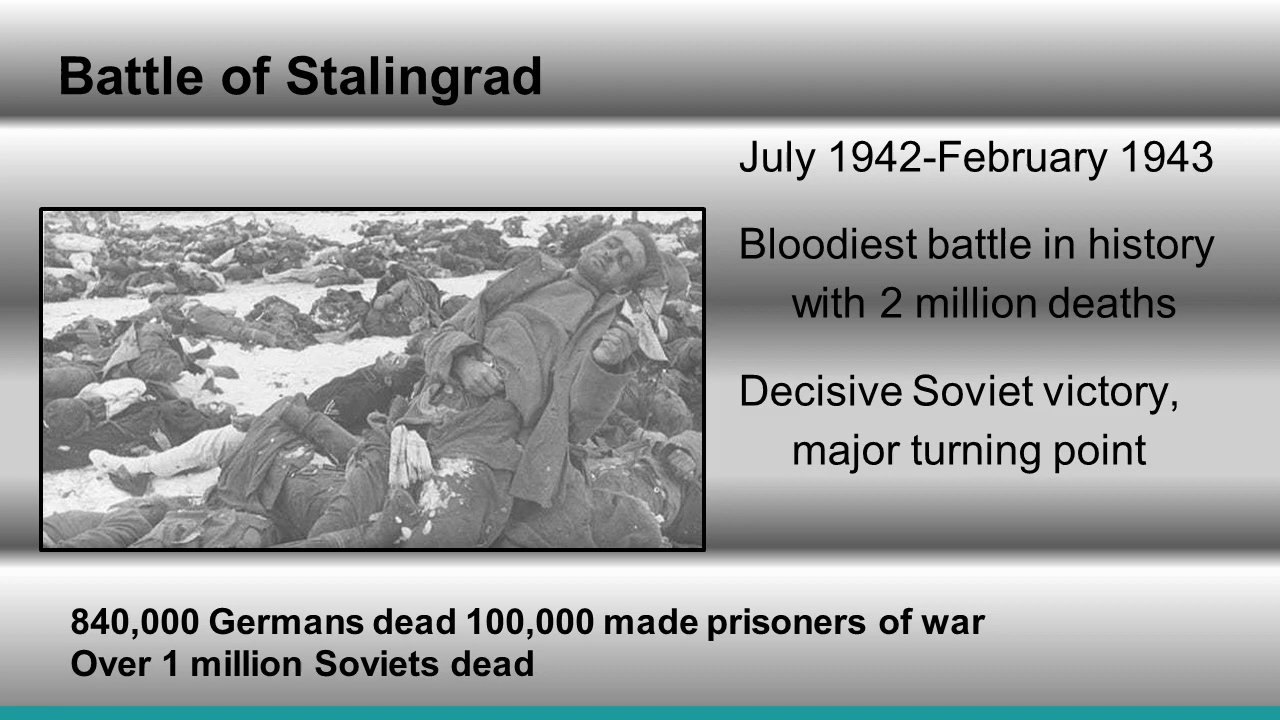 Battle of Stalingrad
July 1942-February 1943
Bloodiest battle in history
with 2 million deaths
Decisive Soviet victory,
major turning point
840,000 Germans dead 100,000 made prisoners of war
Over 1 million Soviets dead